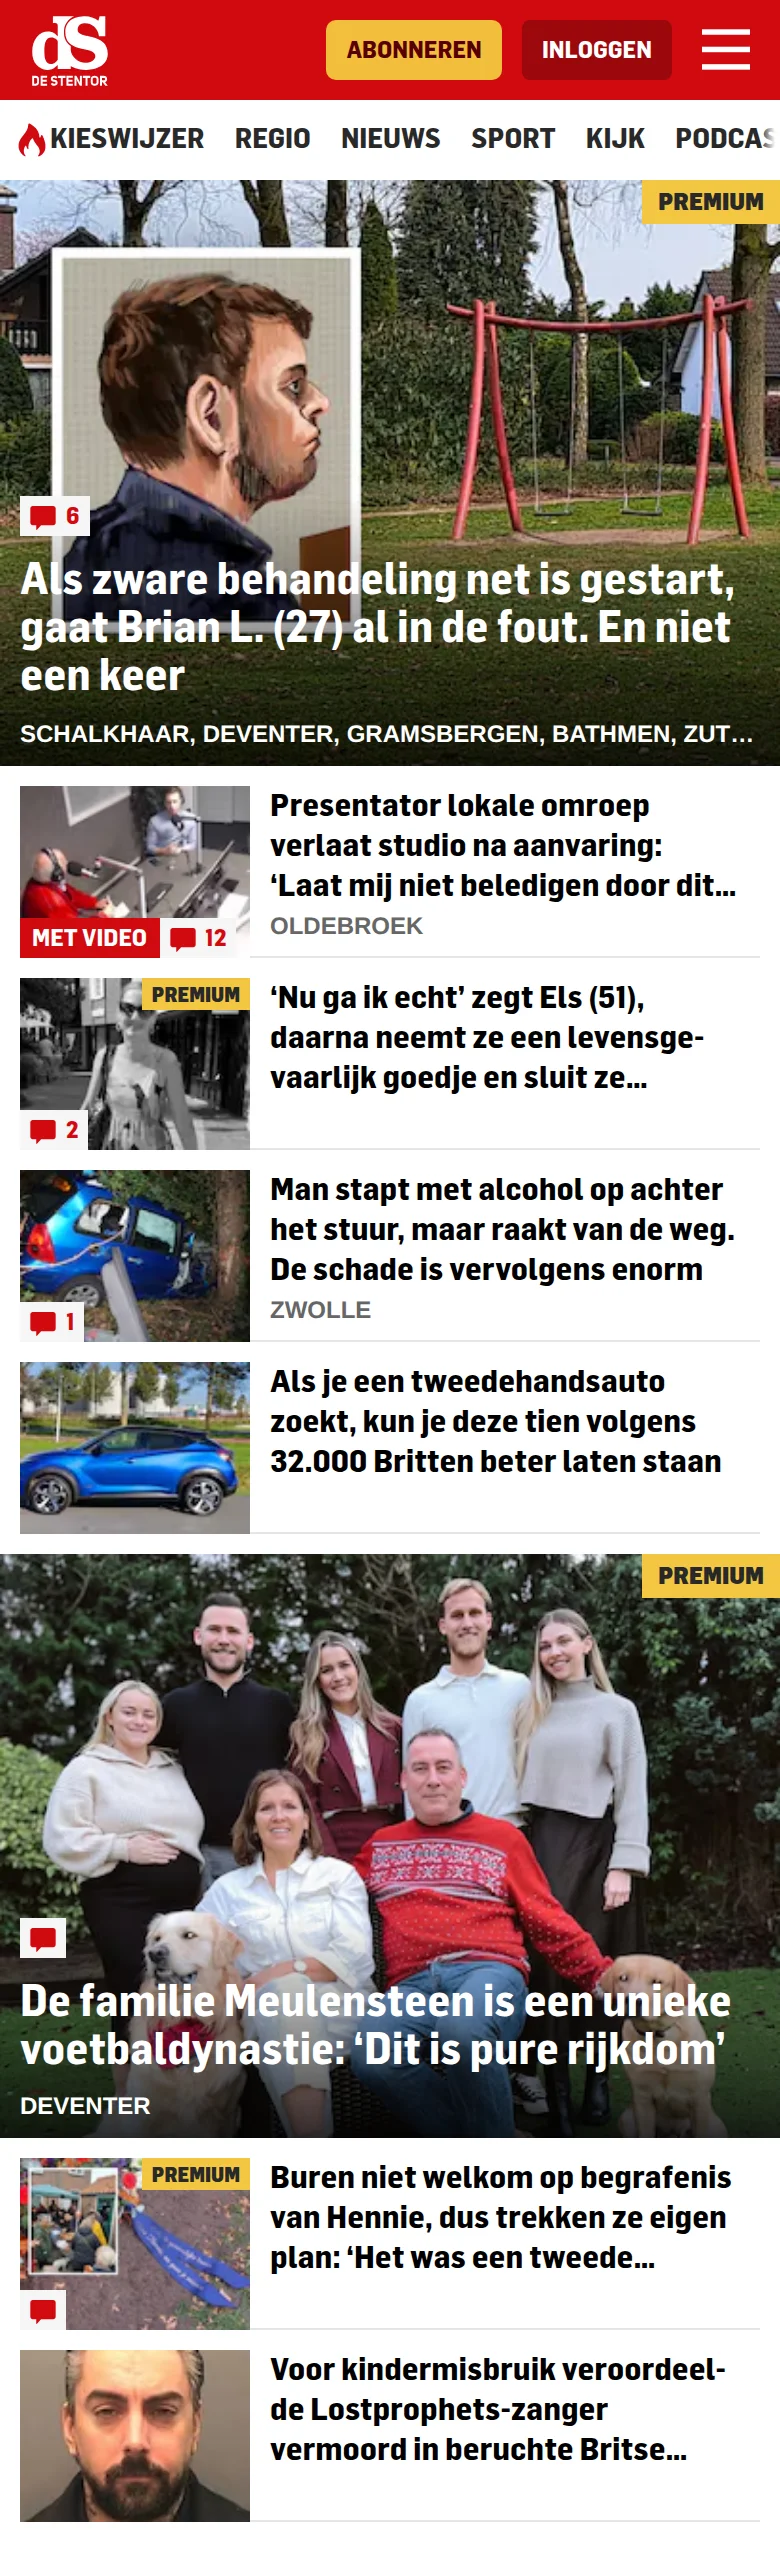 dS
DE STENTOR
ABONNEREN
INLOGGEN
KIESWIJZER REGIO NIEUWS SPORT KIJK PODCAS
PREMIUM
6
Als zware behandeling net is gestart,
gaat Brian L. (27) al in de fout. En niet
een keer
SCHALKHAAR, DEVENTER, GRAMSBERGEN, BATHMEN, ZUT…
Presentator lokale omroep
verlaat studio na aanvaring:
‘Laat mij niet beledigen door dit…
OLDEBROEK
MET VIDEO
12
PREMIUM
‘Nu ga ik echt’ zegt Els (51),
daarna neemt ze een levensge-
vaarlijk goedje en sluit ze…
2
Man stapt met alcohol op achter
het stuur, maar raakt van de weg.
De schade is vervolgens enorm
ZWOLLE
1
Als je een tweedehandsauto
zoekt, kun je deze tien volgens
32.000 Britten beter laten staan
PREMIUM
De familie Meulensteen is een unieke
voetbaldynastie: ‘Dit is pure rijkdom’
DEVENTER
PREMIUM
Buren niet welkom op begrafenis
van Hennie, dus trekken ze eigen
plan: ‘Het was een tweede…
Voor kindermisbruik veroordeel-
de Lostprophets-zanger
vermoord in beruchte Britse…